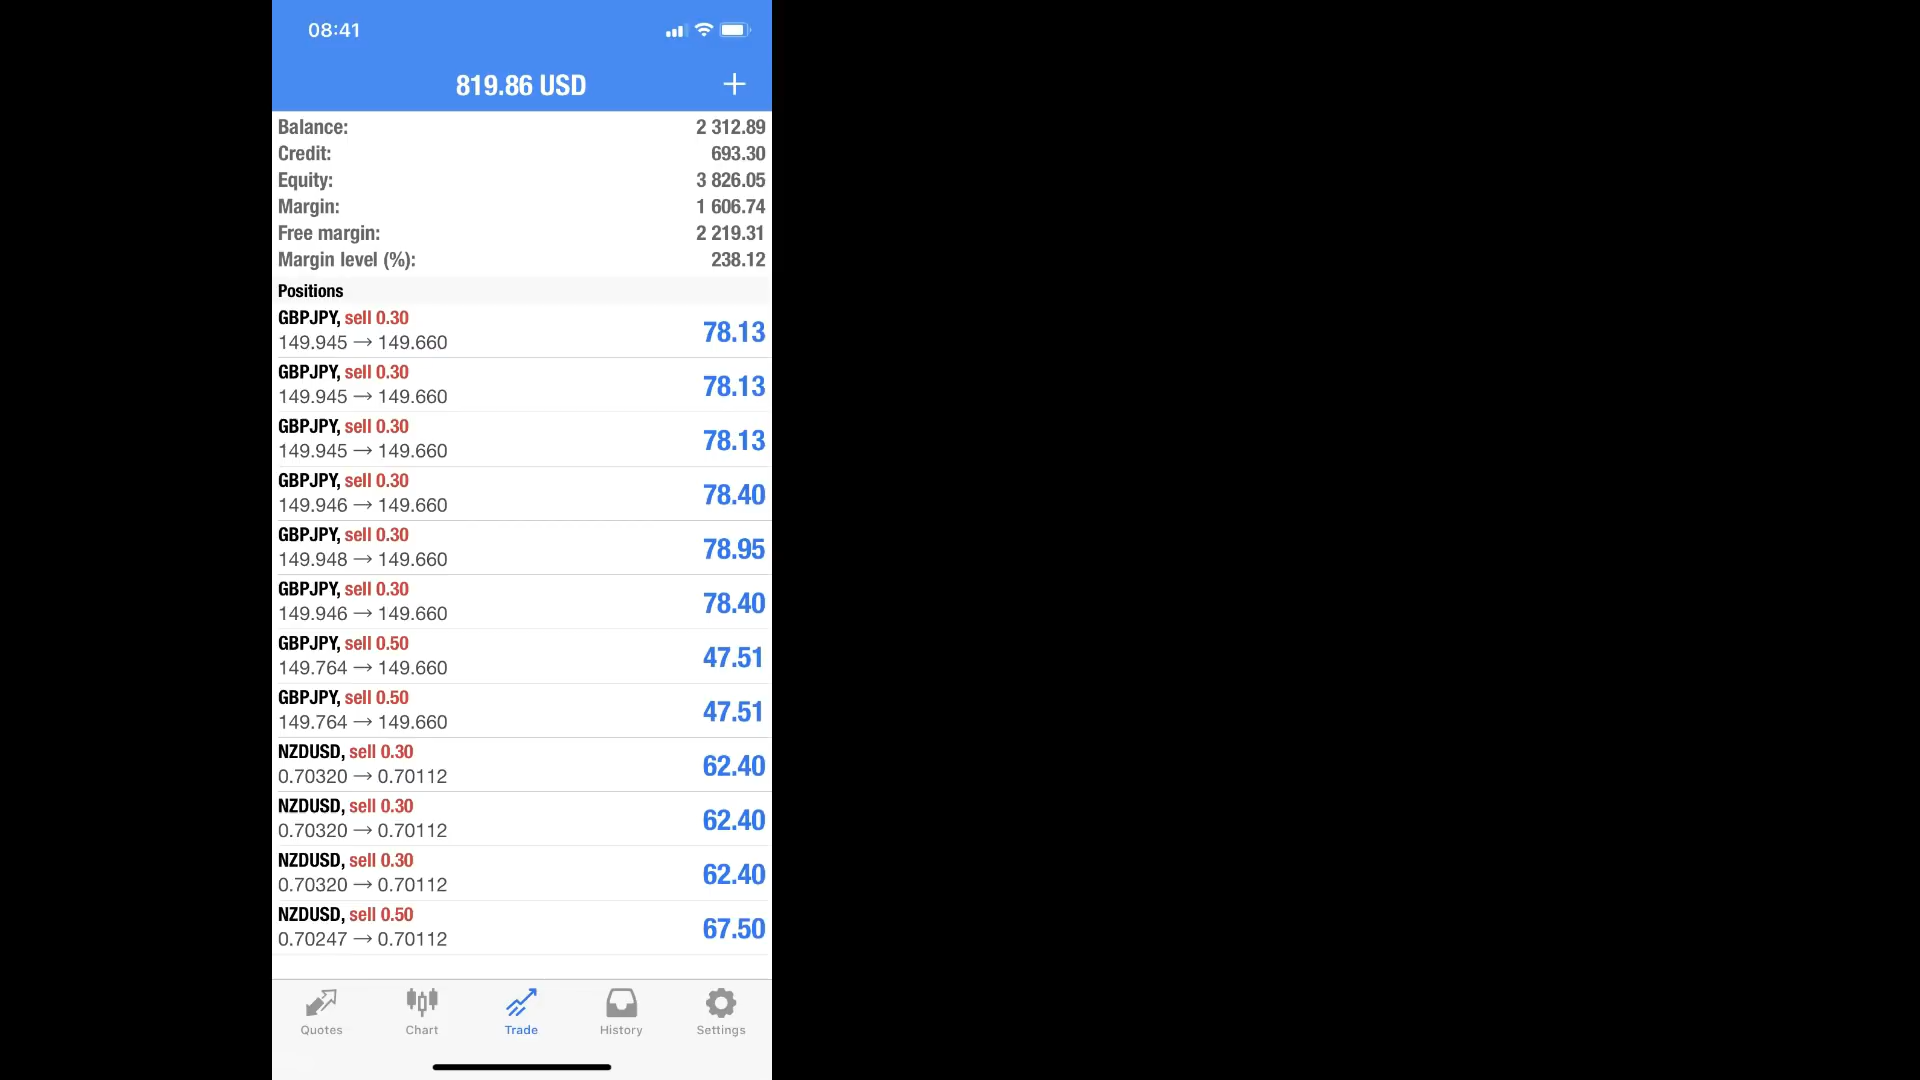 08:41
819.86 USD
Balance: 2 312.89
Credit: 693.30
Equity: 3 826.05
Margin: 1 606.74
Free margin: 2 219.31
Margin level (%): 238.12
Positions
GBPJPY, sell 0.30
149.945 → 149.660 78.13
GBPJPY, sell 0.30
149.945 → 149.660 78.13
GBPJPY, sell 0.30
149.945 → 149.660 78.13
GBPJPY, sell 0.30
149.946 → 149.660 78.40
GBPJPY, sell 0.30
149.948 → 149.660 78.95
GBPJPY, sell 0.30
149.946 → 149.660 78.40
GBPJPY, sell 0.50
149.764 → 149.660 47.51
GBPJPY, sell 0.50
149.764 → 149.660 47.51
NZDUSD, sell 0.30
0.70320 → 0.70112 62.40
NZDUSD, sell 0.30
0.70320 → 0.70112 62.40
NZDUSD, sell 0.30
0.70320 → 0.70112 62.40
NZDUSD, sell 0.50
0.70247 → 0.70112 67.50
Quotes Chart Trade History Settings